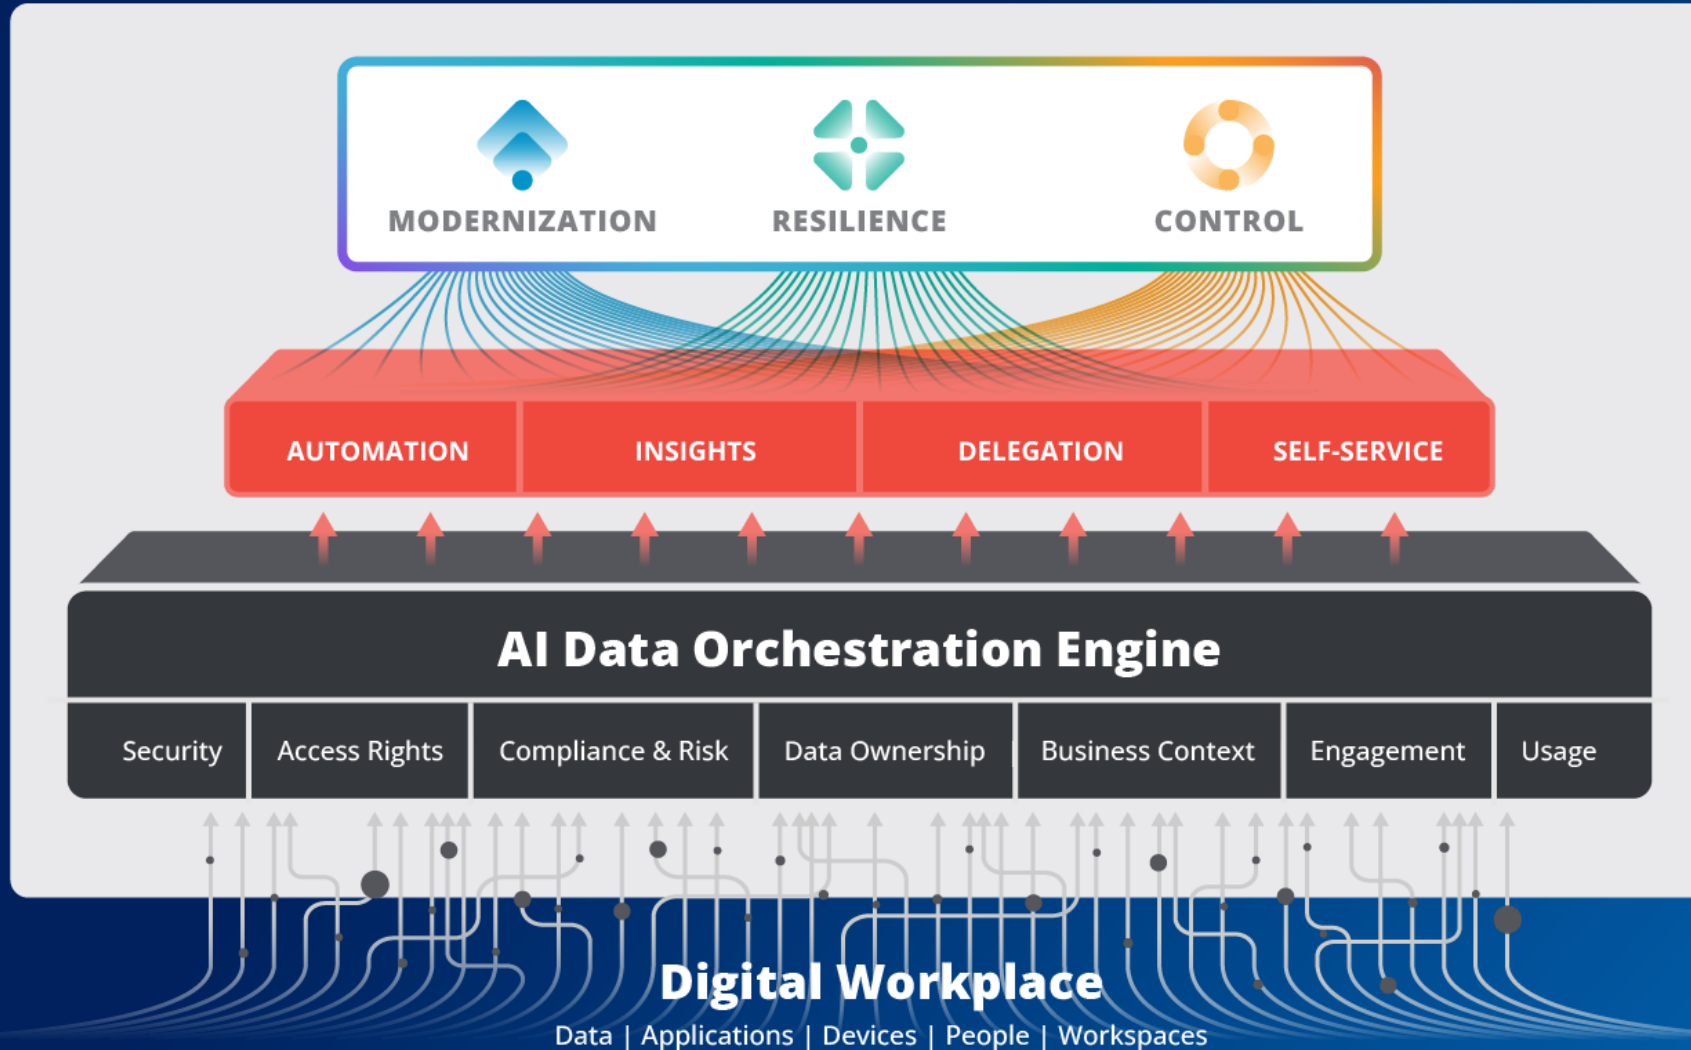 MODERNIZATION RESILIENCE CONTROL
AUTOMATION INSIGHTS DELEGATION SELF-SERVICE
AI Data Orchestration Engine
Security Access Rights Compliance & Risk Data Ownership Business Context Engagement Usage
Digital Workplace
Data | Applications | Devices | People | Workspaces